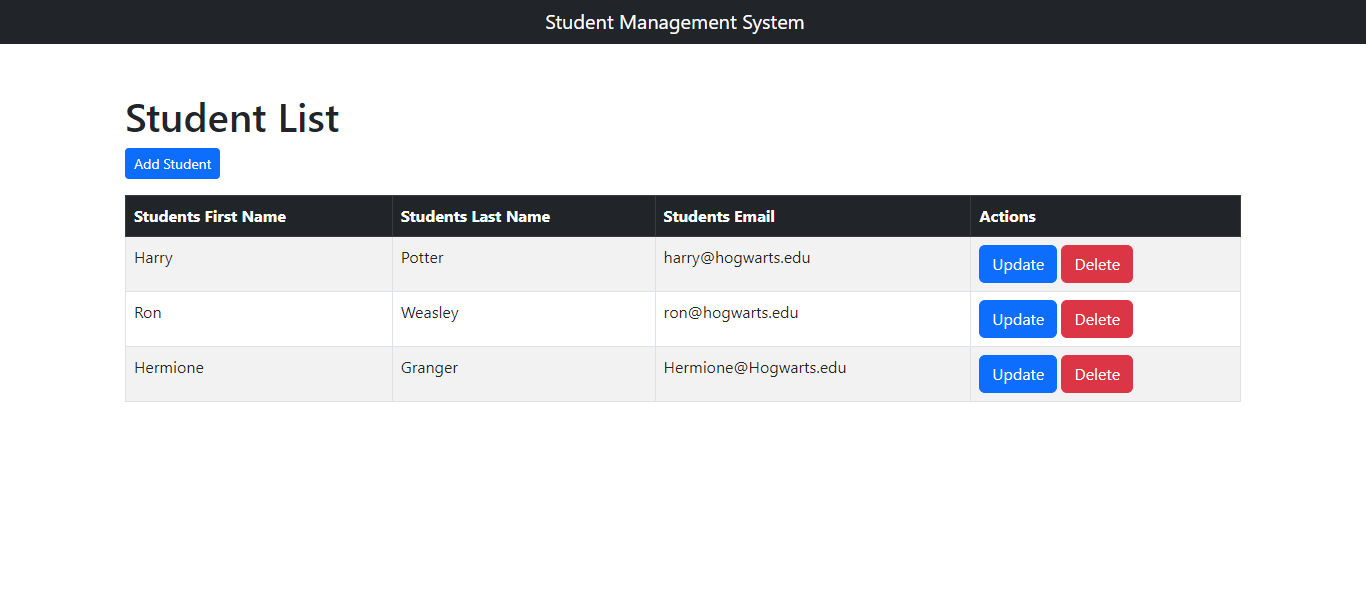 Student Management System
Student List
Add Student
Students First Name Students Last Name Students Email Actions
Harry Potter harry@hogwarts.edu Update Delete
Ron Weasley ron@hogwarts.edu Update Delete
Hermione Granger Hermione@Hogwarts.edu Update Delete